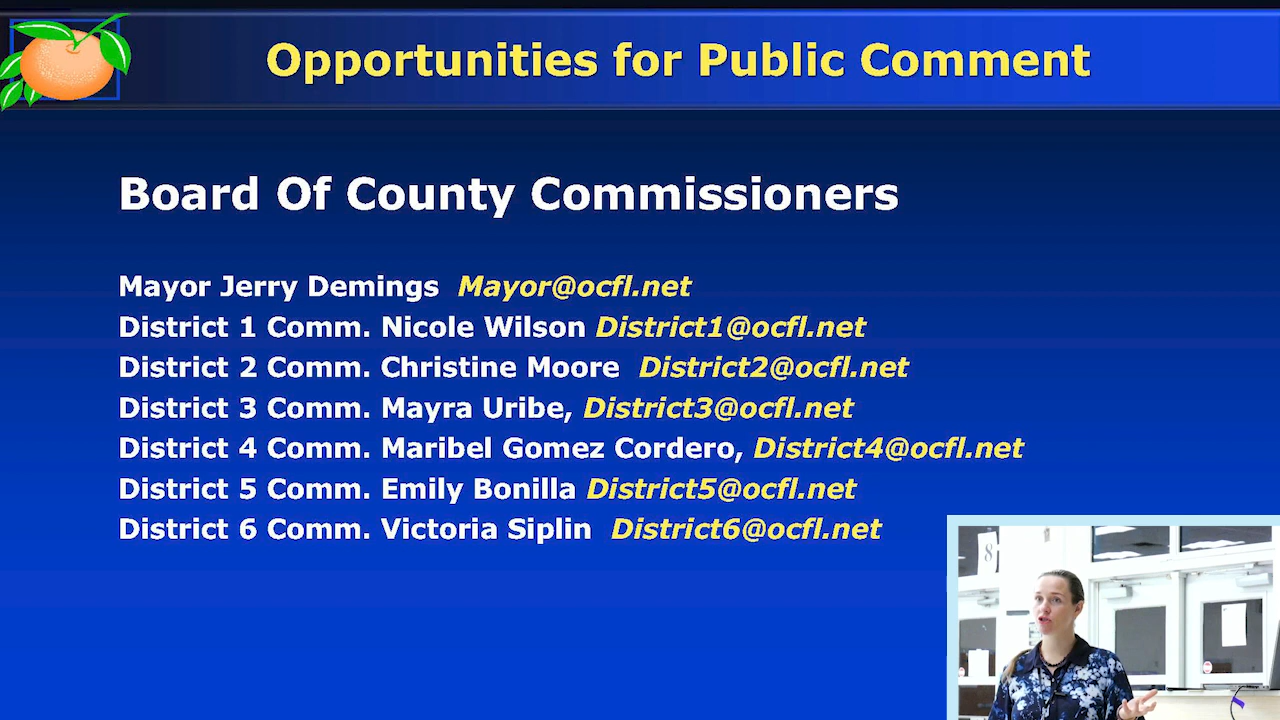 Opportunities for Public Comment
Board Of County Commissioners
Mayor Jerry Demings Mayor@ocfl.net
District 1 Comm. Nicole Wilson District1@ocfl.net
District 2 Comm. Christine Moore District2@ocfl.net
District 3 Comm. Mayra Uribe, District3@ocfl.net
District 4 Comm. Maribel Gomez Cordero, District4@ocfl.net
District 5 Comm. Emily Bonilla District5@ocfl.net
District 6 Comm. Victoria Siplin District6@ocfl.net
8